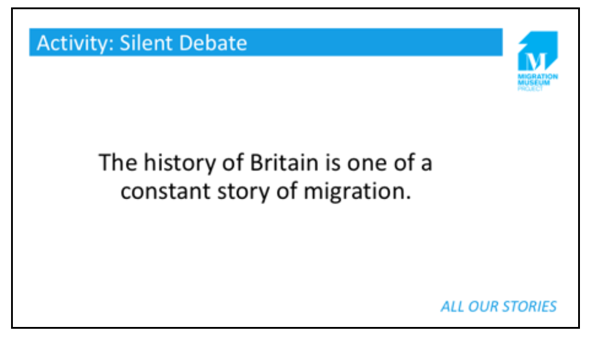 Activity: Silent Debate
M
MIGRATION
MUSEUM
PROJECT
The history of Britain is one of a
constant story of migration.
ALL OUR STORIES